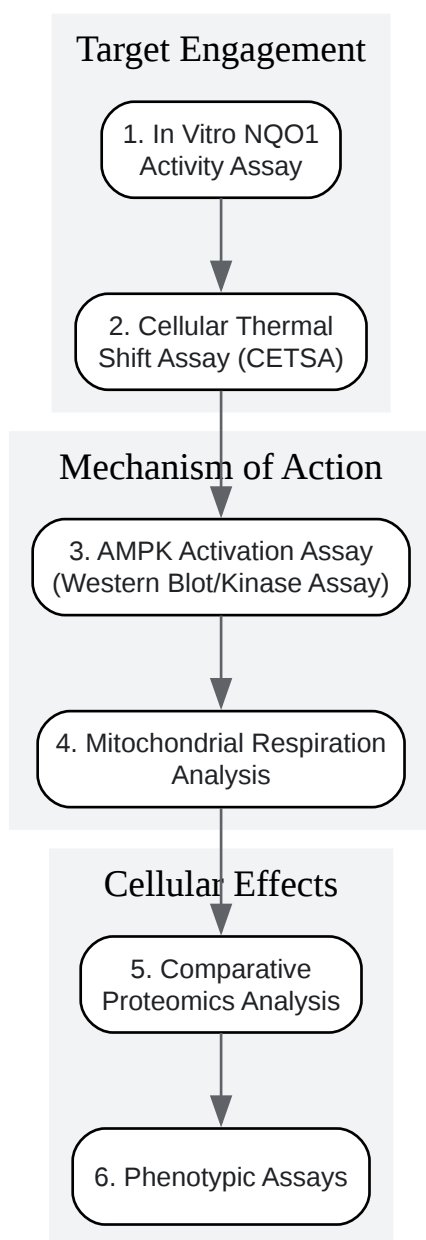 Target Engagement
1. In Vitro NQO1
Activity Assay
2. Cellular Thermal
Shift Assay (CETSA)
Mechanism of Action
3. AMPK Activation Assay
(Western Blot/Kinase Assay)
4. Mitochondrial Respiration
Analysis
Cellular Effects
5. Comparative
Proteomics Analysis
6. Phenotypic Assays